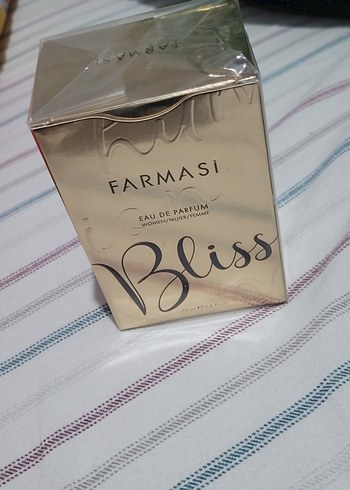 FARMASİ
FARMASİ
EAU DE PARFUM
WOMEN/MUJER/FEMME
Bliss